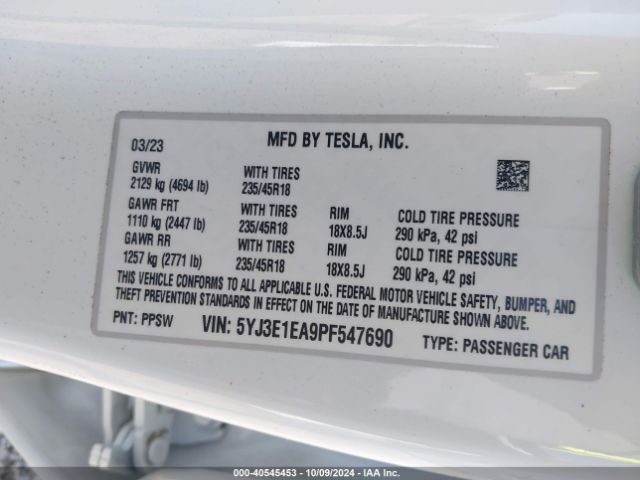 03/23 MFD BY TESLA, INC.
GVWR WITH TIRES
2129 kg (4694 lb) 235/45R18
GAWR FRT WITH TIRES RIM COLD TIRE PRESSURE
1110 kg (2447 lb) 235/45R18 18X8.5J 290 kPa, 42 psi
GAWR RR WITH TIRES RIM COLD TIRE PRESSURE
1257 kg (2771 lb) 235/45R18 18X8.5J 290 kPa, 42 psi
THIS VEHICLE CONFORMS TO ALL APPLICABLE U.S. FEDERAL MOTOR VEHICLE SAFETY, BUMPER, AND
THEFT PREVENTION STANDARDS IN EFFECT ON THE DATE OF MANUFACTURE SHOWN ABOVE.
PNT: PPSW VIN: 5YJ3E1EA9PF547690 TYPE: PASSENGER CAR
000-40545453 - 10/09/2024 - IAA Inc.